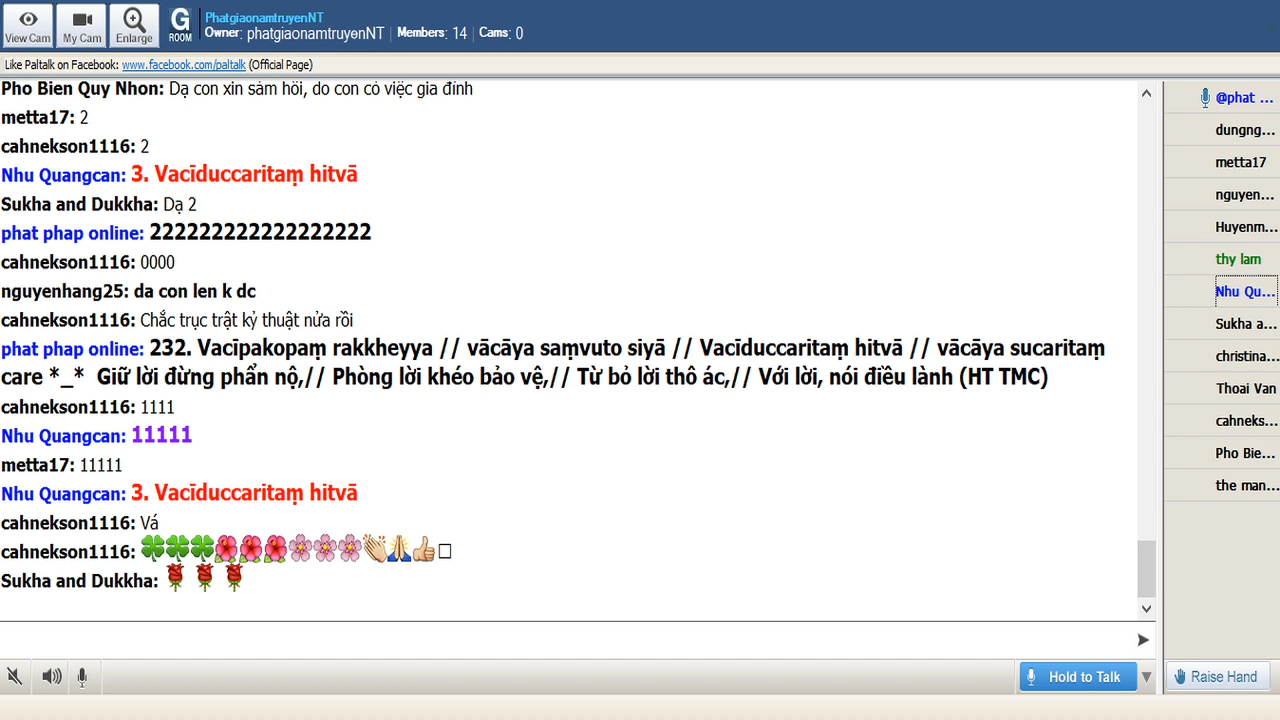 View Cam
My Cam
Enlarge
G
ROOM
PhatgiaonamtruyenNT
Owner: phatgiaonamtruyenNT | Members: 14 | Cams: 0
Like Paltalk on Facebook: www.facebook.com/paltalk (Official Page)
Pho Bien Quy Nhon: Dạ con xin sám hối, do con có việc gia đình
metta17: 2
cahnekson1116: 2
Nhu Quangcan: 3. Vacīduccaritaṃ hitvā
Sukha and Dukkha: Dạ 2
phat phap online: 222222222222222222
cahnekson1116: 0000
nguyenhang25: da con len k dc
cahnekson1116: Chắc trục trật kỷ thuật nửa rồi
phat phap online: 232. Vacīpakopaṃ rakkheyya // vācāya saṃvuto siyā // Vacīduccaritaṃ hitvā // vācāya sucaritaṃ
care *_* Giữ lời đừng phẩn nộ,// Phòng lời khéo bảo vệ,// Từ bỏ lời thô ác,// Với lời, nói điều lành (HT TMC)
cahnekson1116: 1111
Nhu Quangcan: 11111
metta17: 11111
Nhu Quangcan: 3. Vacīduccaritaṃ hitvā
cahnekson1116: Vá
cahnekson1116: 🍀🍀🍀🌺🌺🌺🌸🌸🌸👏🙏👍□
Sukha and Dukkha: 🌹 🌹 🌹
@phat ...
dungng...
metta17
nguyen...
Huyenm...
thy lam
Nhu Qu...
Sukha a...
christina...
Thoai Van
cahneks...
Pho Bie...
the man...
Hold to Talk
Raise Hand